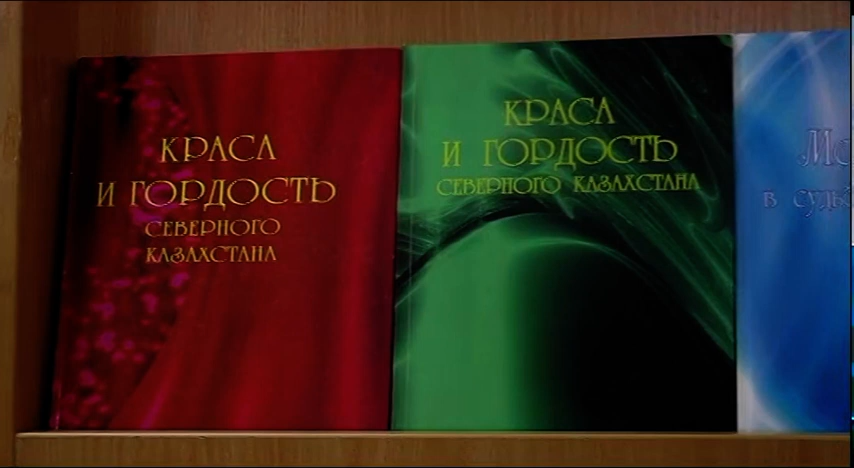 КРАСА
И ГОРДОСТЬ
СЕВЕРНОГО
КАЗАХСТАНА
КРАСА
И ГОРДОСТЬ
СЕВЕРНОГО КАЗАХСТАНА
в